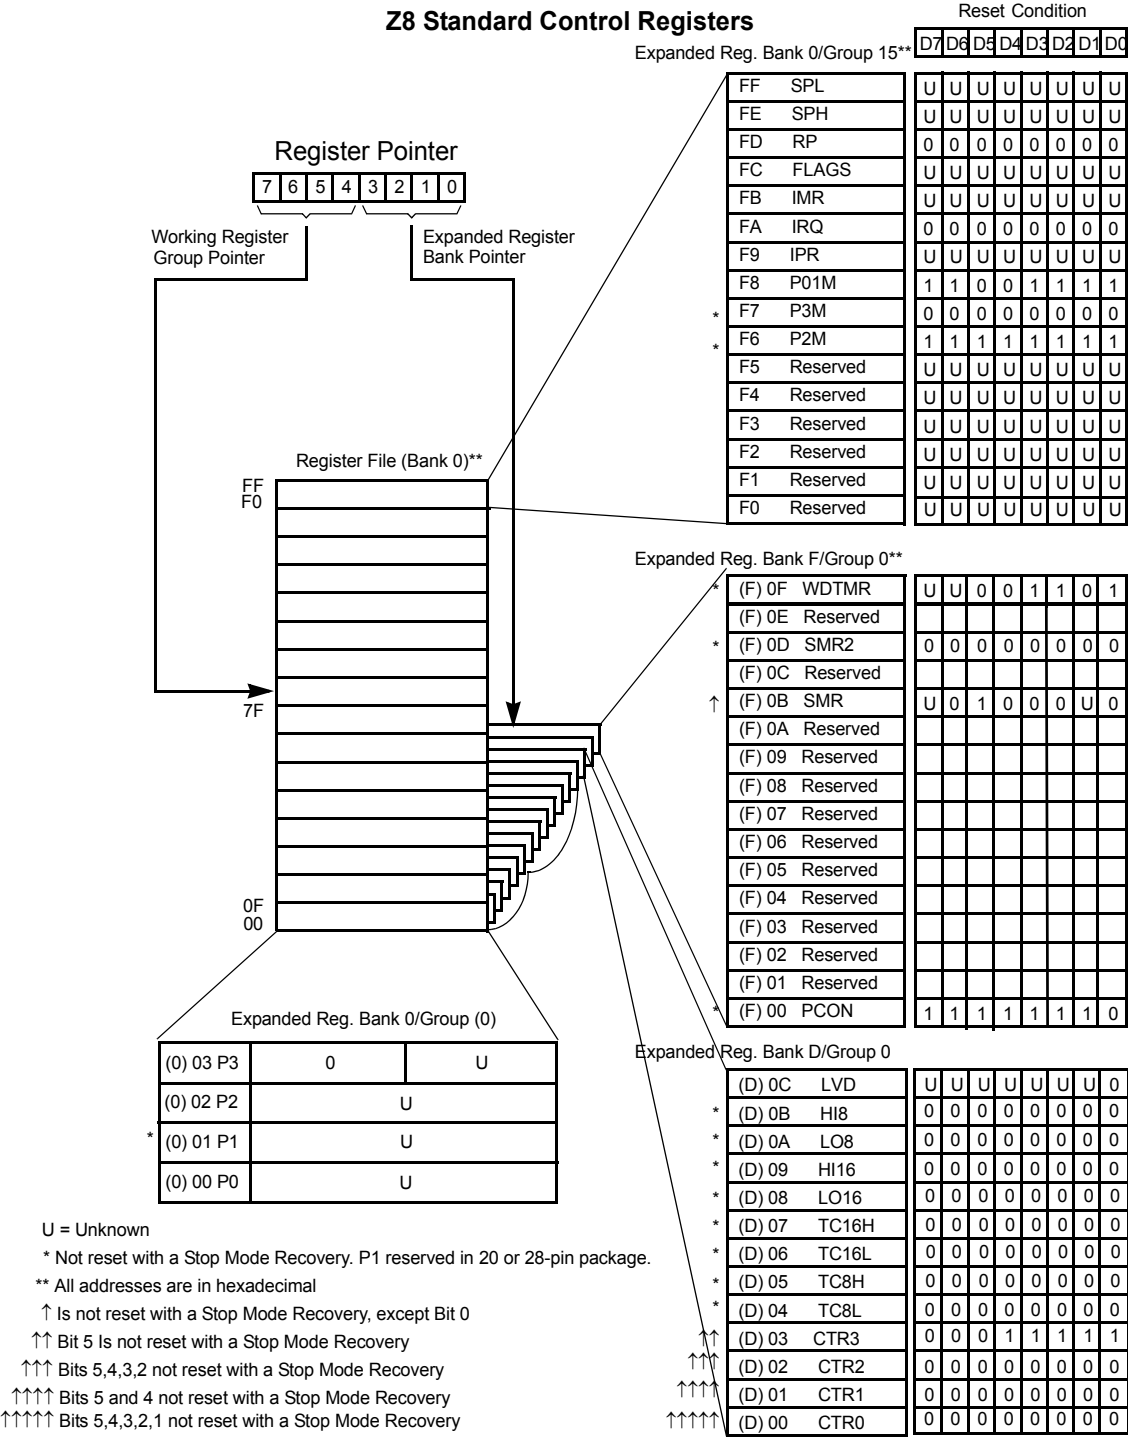 Z8 Standard Control Registers
Reset Condition
Expanded Reg. Bank 0/Group 15** D7 D6 D5 D4 D3 D2 D1 D0
FF SPL U U U U U U U U
FE SPH U U U U U U U U
FD RP 0 0 0 0 0 0 0 0
FC FLAGS U U U U U U U U
FB IMR U U U U U U U U
FA IRQ 0 0 0 0 0 0 0 0
F9 IPR U U U U U U U U
F8 P01M 1 1 0 0 1 1 1 1
* F7 P3M 0 0 0 0 0 0 0 0
* F6 P2M 1 1 1 1 1 1 1 1
F5 Reserved U U U U U U U U
F4 Reserved U U U U U U U U
F3 Reserved U U U U U U U U
F2 Reserved U U U U U U U U
F1 Reserved U U U U U U U U
F0 Reserved U U U U U U U U
Register Pointer
7 6 5 4 3 2 1 0
Working Register
Group Pointer
Expanded Register
Bank Pointer
Register File (Bank 0)**
FF
F0
7F
0F
00
Expanded Reg. Bank F/Group 0**
* (F) 0F WDTMR U U 0 0 1 1 0 1
(F) 0E Reserved
* (F) 0D SMR2 0 0 0 0 0 0 0 0
(F) 0C Reserved
↑ (F) 0B SMR U 0 1 0 0 0 U 0
(F) 0A Reserved
(F) 09 Reserved
(F) 08 Reserved
(F) 07 Reserved
(F) 06 Reserved
(F) 05 Reserved
(F) 04 Reserved
(F) 03 Reserved
(F) 02 Reserved
(F) 01 Reserved
* (F) 00 PCON 1 1 1 1 1 1 1 0
Expanded Reg. Bank 0/Group (0)
(0) 03 P3 0 U
(0) 02 P2 U
* (0) 01 P1 U
(0) 00 P0 U
Expanded Reg. Bank D/Group 0
(D) 0C LVD U U U U U U U 0
* (D) 0B HI8 0 0 0 0 0 0 0 0
* (D) 0A LO8 0 0 0 0 0 0 0 0
* (D) 09 HI16 0 0 0 0 0 0 0 0
* (D) 08 LO16 0 0 0 0 0 0 0 0
* (D) 07 TC16H 0 0 0 0 0 0 0 0
* (D) 06 TC16L 0 0 0 0 0 0 0 0
* (D) 05 TC8H 0 0 0 0 0 0 0 0
* (D) 04 TC8L 0 0 0 0 0 0 0 0
↑↑ (D) 03 CTR3 0 0 0 1 1 1 1 1
↑↑↑ (D) 02 CTR2 0 0 0 0 0 0 0 0
↑↑↑↑ (D) 01 CTR1 0 0 0 0 0 0 0 0
↑↑↑↑↑ (D) 00 CTR0 0 0 0 0 0 0 0 0
U = Unknown
* Not reset with a Stop Mode Recovery. P1 reserved in 20 or 28-pin package.
** All addresses are in hexadecimal
↑ Is not reset with a Stop Mode Recovery, except Bit 0
↑↑ Bit 5 Is not reset with a Stop Mode Recovery
↑↑↑ Bits 5,4,3,2 not reset with a Stop Mode Recovery
↑↑↑↑ Bits 5 and 4 not reset with a Stop Mode Recovery
↑↑↑↑↑ Bits 5,4,3,2,1 not reset with a Stop Mode Recovery